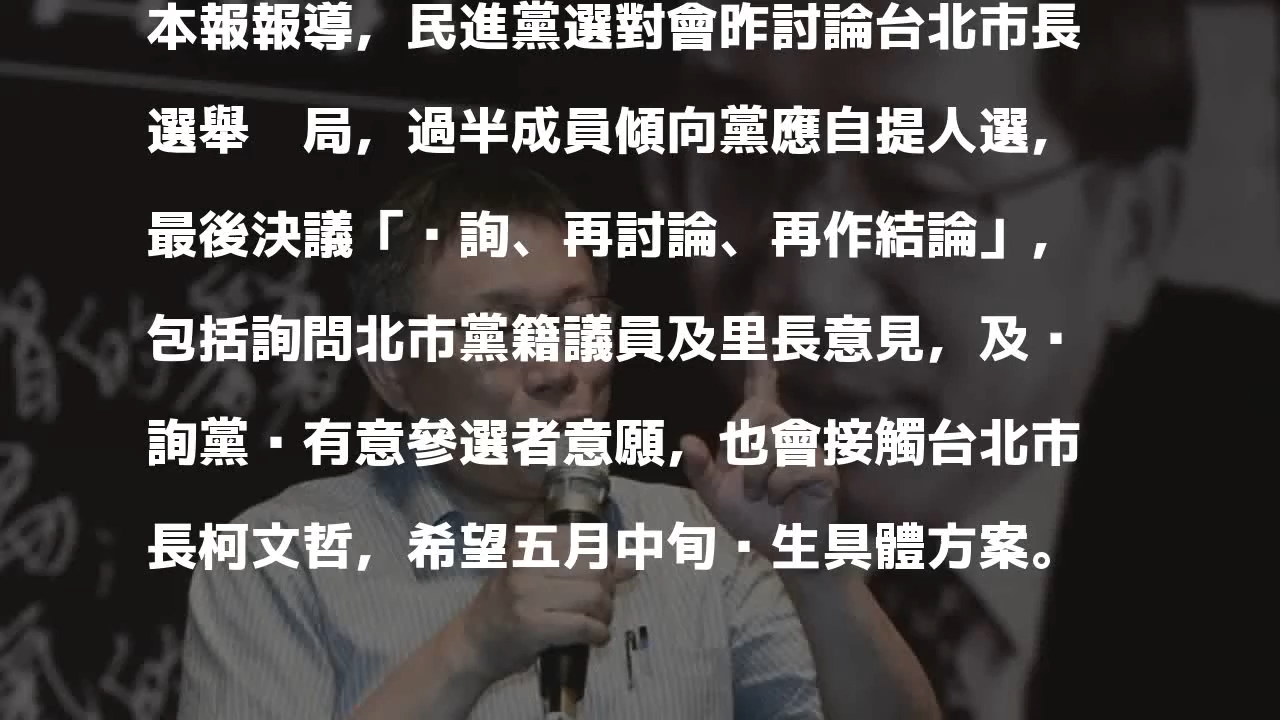 本報報導，民進黨選對會昨討論台北市長
選舉　局，過半成員傾向黨應自提人選，
最後決議「▪詢、再討論、再作結論」，
包括詢問北市黨籍議員及里長意見，及▪
詢黨▪有意參選者意願，也會接觸台北市
長柯文哲，希望五月中旬▪生具體方案。